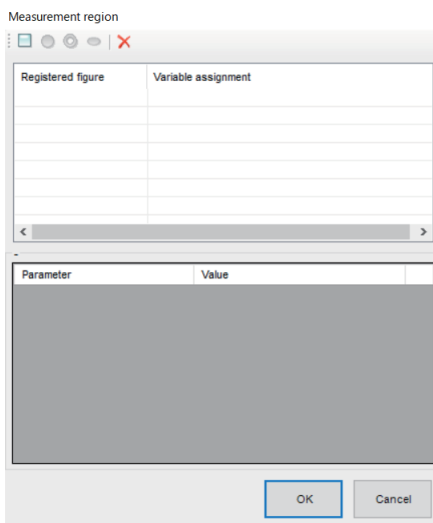 Measurement region
Registered figure Variable assignment
Parameter Value
OK Cancel